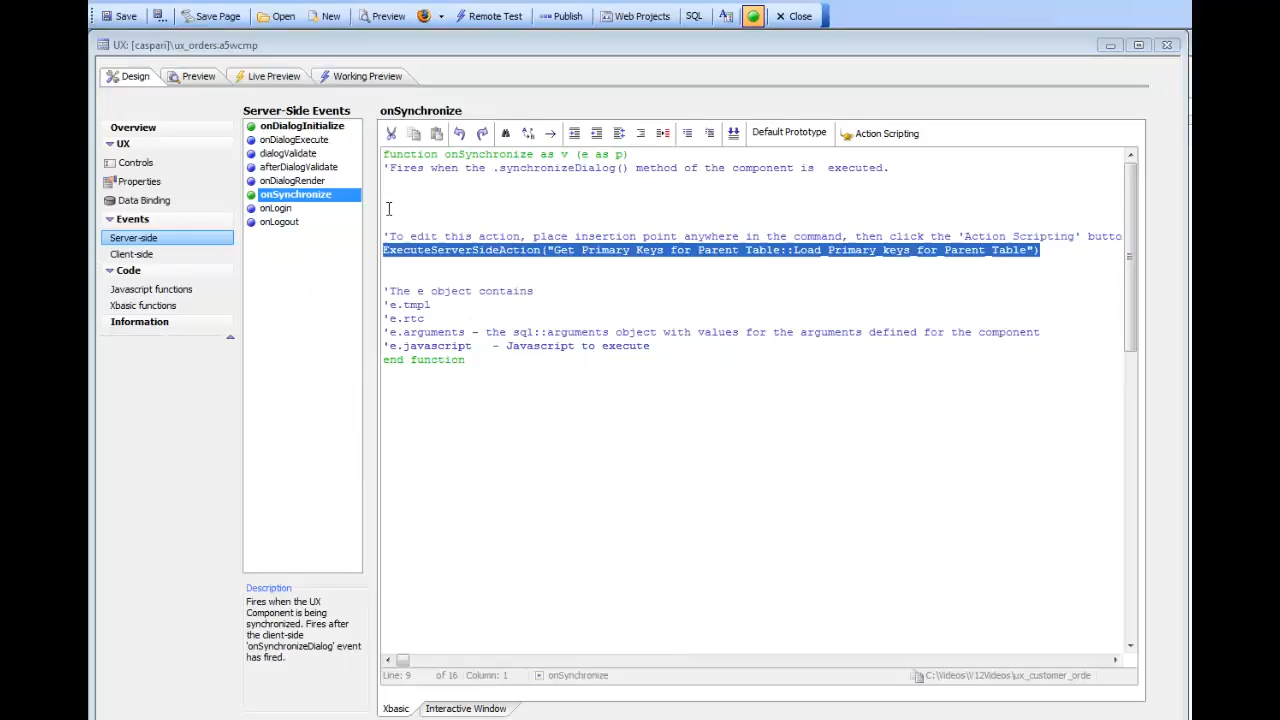 Save Save Page Open New Preview Remote Test Publish Web Projects SQL Close
UX: [caspari]\ux_orders.a5wcmp
Design Preview Live Preview Working Preview
Overview
UX
Controls
Properties
Data Binding
Events
Server-side
Client-side
Code
Javascript functions
Xbasic functions
Information
Server-Side Events
onDialogInitialize
onDialogExecute
dialogValidate
afterDialogValidate
onDialogRender
onSynchronize
onLogin
onLogout
Description
Fires when the UX
Component is being
synchronized. Fires after
the client-side
'onSynchronizeDialog' event
has fired.
onSynchronize
Default Prototype Action Scripting
function onSynchronize as v (e as p)
'Fires when the .synchronizeDialog() method of the component is  executed.
'To edit this action, place insertion point anywhere in the command, then click the 'Action Scripting' butto
ExecuteServerSideAction("Get Primary Keys for Parent Table::Load_Primary_keys_for_Parent_Table")
'The e object contains
'e.tmpl
'e.rtc
'e.arguments - the sql::arguments object with values for the arguments defined for the component
'e.javascript   - Javascript to execute
end function
Line: 9 of 16 Column: 1 onSynchronize C:\Videos\V12Videos\ux_customer_orde
Xbasic Interactive Window